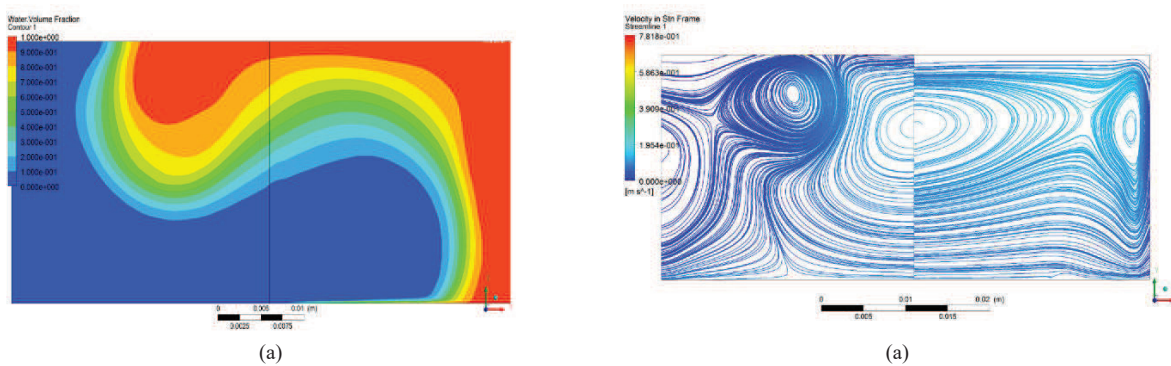 Water.Volume Fraction
Contour 1
1.000e+000
9.000e-001
8.000e-001
7.000e-001
6.000e-001
5.000e-001
4.000e-001
3.000e-001
2.000e-001
1.000e-001
0.000e+000
0 0.005 0.01 (m)
0.0025 0.0075
(a)
Velocity in Stn Frame
Streamline 1
7.818e-001
5.863e-001
3.909e-001
1.954e-001
0.000e+000
[m s^-1]
0 0.01 0.02 (m)
0.005 0.015
(a)